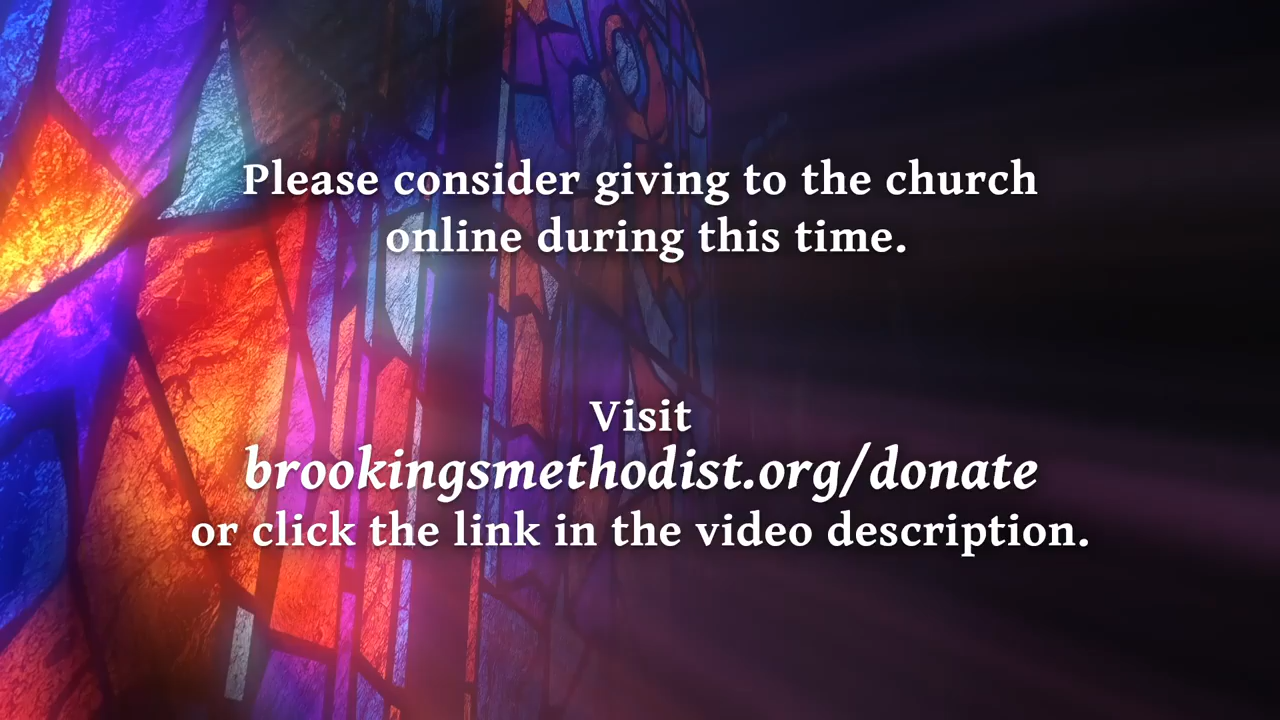 Please consider giving to the church
online during this time.
Visit
brookingsmethodist.org/donate
or click the link in the video description.